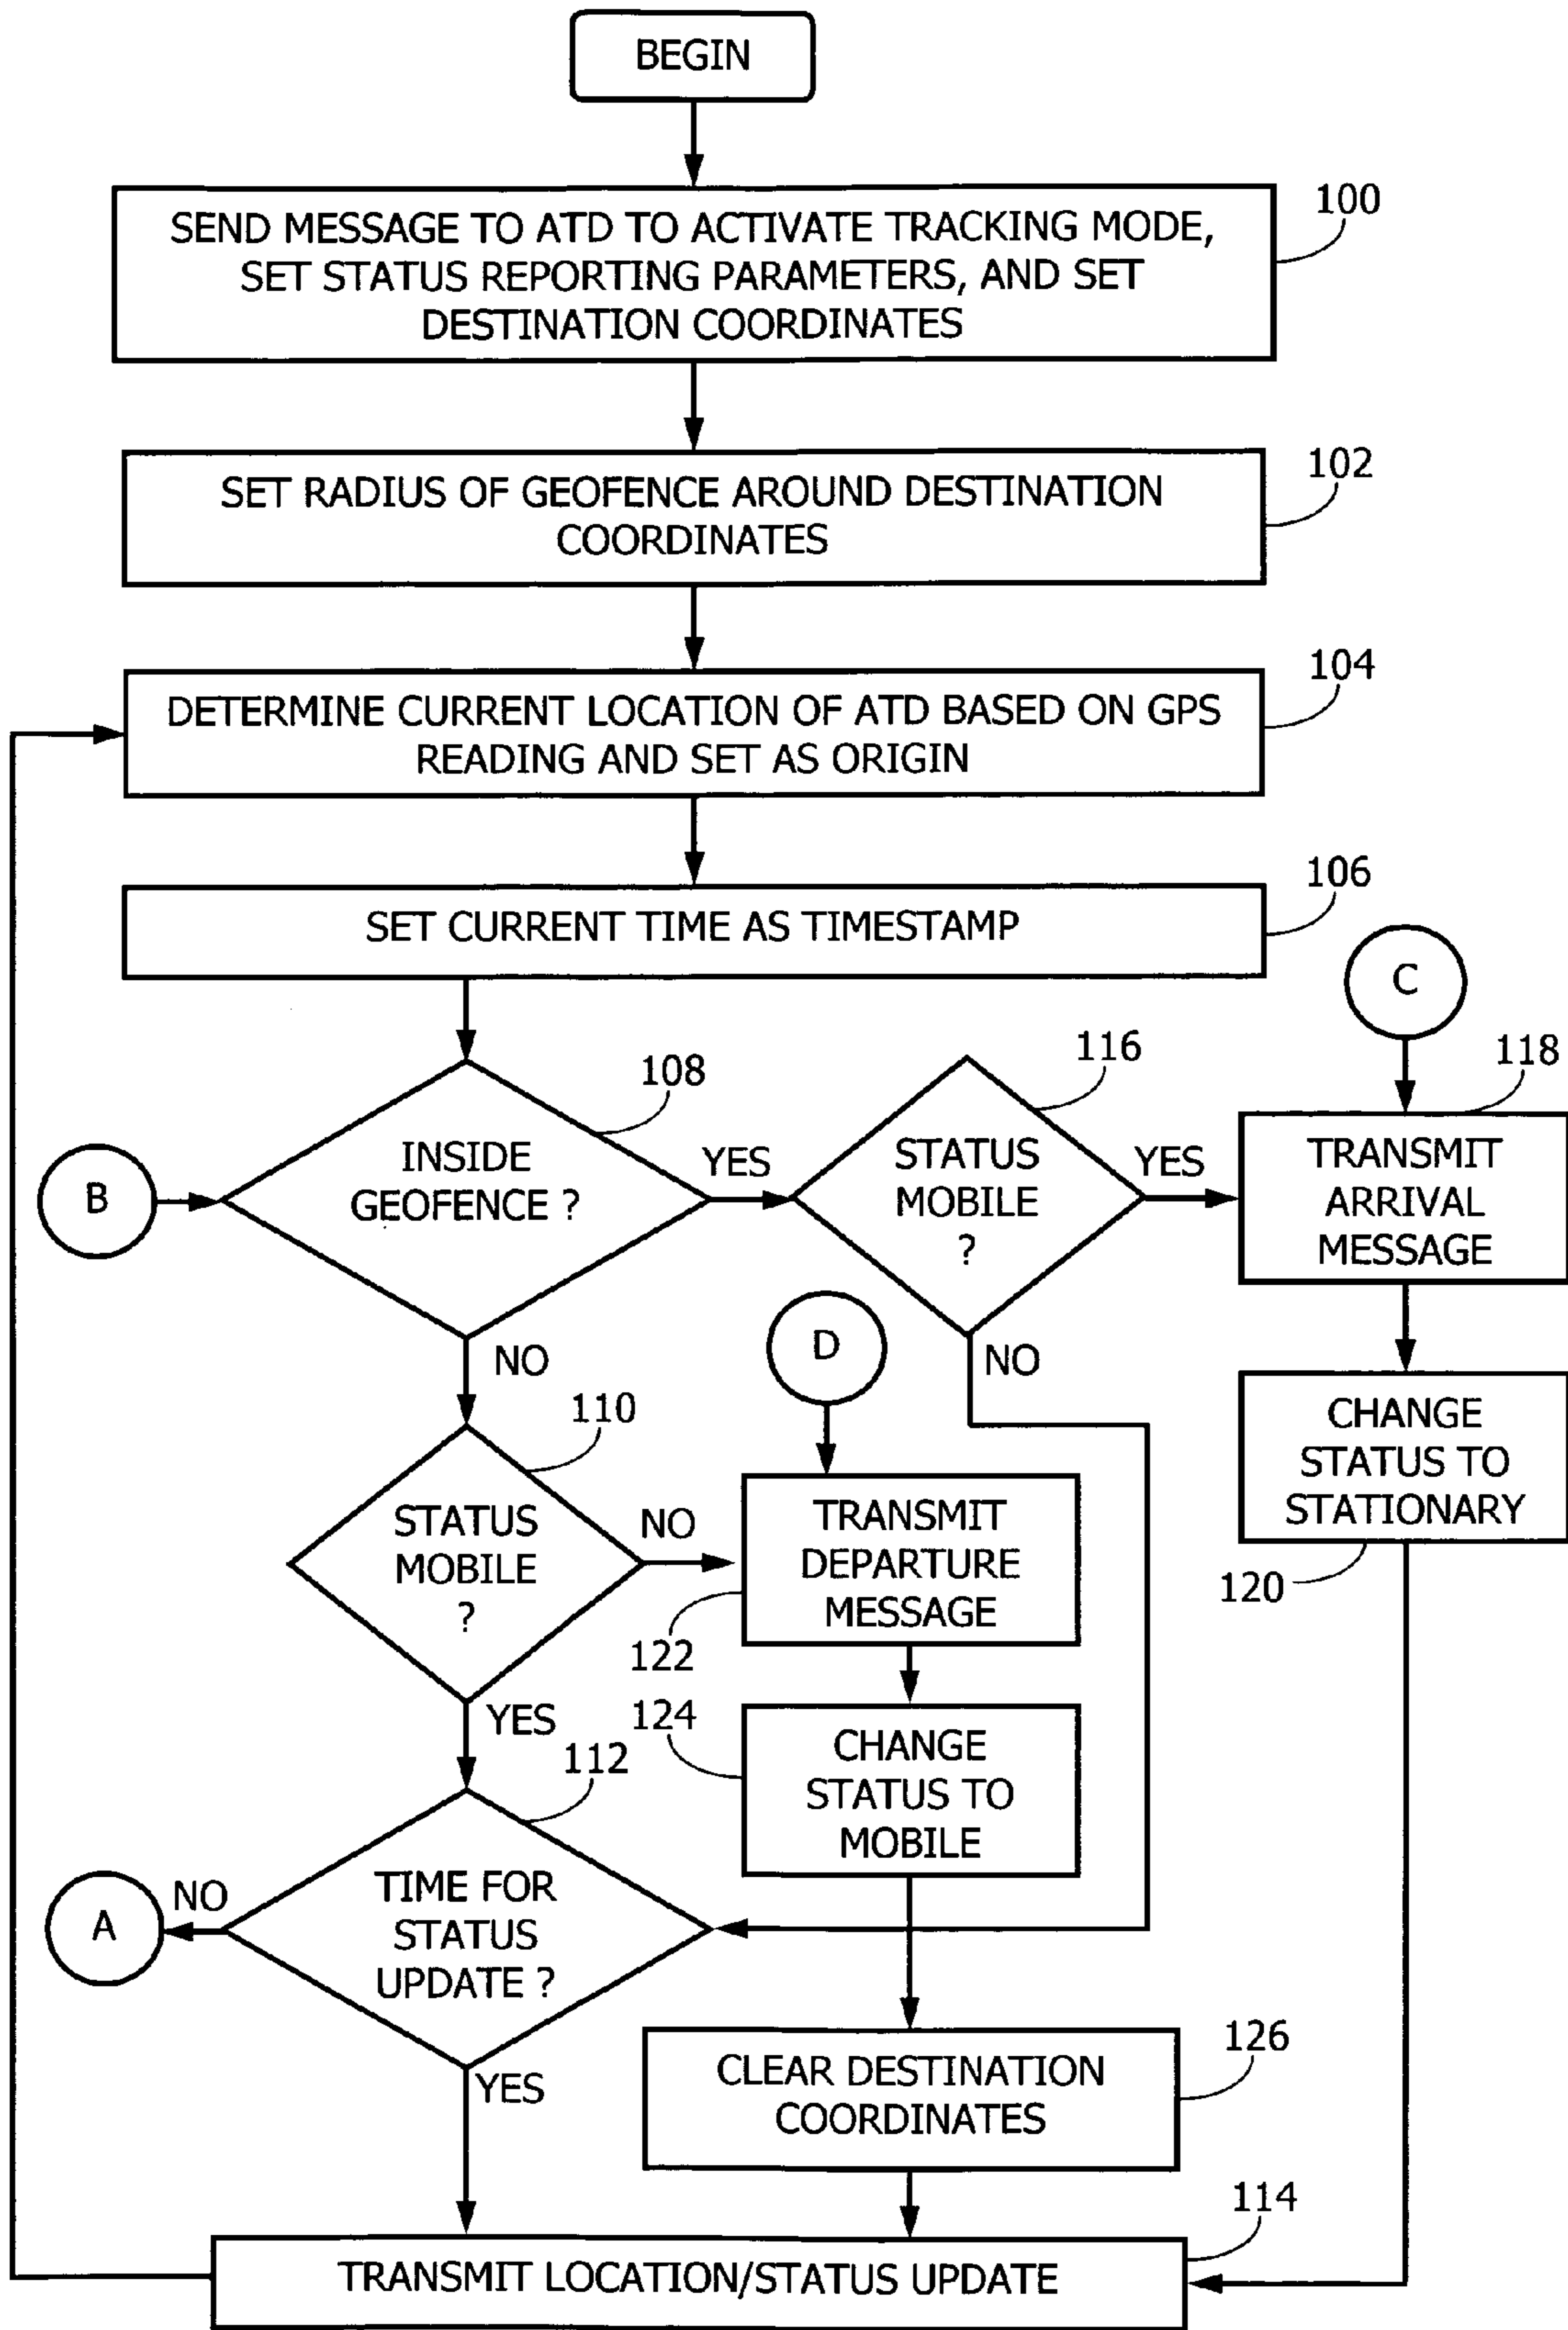 BEGIN
SEND MESSAGE TO ATD TO ACTIVATE TRACKING MODE,
SET STATUS REPORTING PARAMETERS, AND SET
DESTINATION COORDINATES
100
SET RADIUS OF GEOFENCE AROUND DESTINATION
COORDINATES
102
DETERMINE CURRENT LOCATION OF ATD BASED ON GPS
READING AND SET AS ORIGIN
104
SET CURRENT TIME AS TIMESTAMP
106
C
B
INSIDE
GEOFENCE ?
108
YES
STATUS
MOBILE
?
116
YES
TRANSMIT
ARRIVAL
MESSAGE
118
NO
D
NO
CHANGE
STATUS TO
STATIONARY
120
STATUS
MOBILE
?
110
NO
TRANSMIT
DEPARTURE
MESSAGE
122
YES
124
CHANGE
STATUS TO
MOBILE
112
A
NO
TIME FOR
STATUS
UPDATE ?
YES
CLEAR DESTINATION
COORDINATES
126
TRANSMIT LOCATION/STATUS UPDATE
114